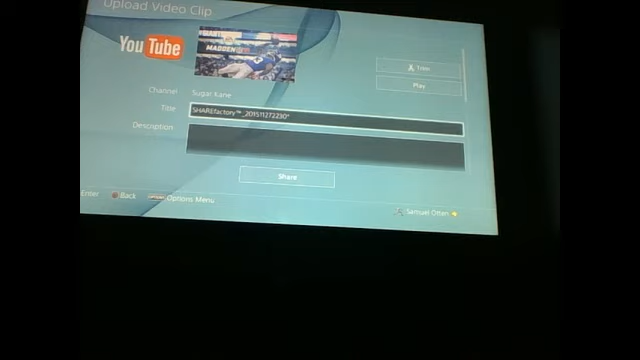 Upload Video Clip
YouTube
MADDEN
Trim
Play
Channel
Sugar Kane
Title
SHAREfactory™_201511272230"
Description
Share
Enter
Back
OPTIONS Options Menu
Samuel Otten